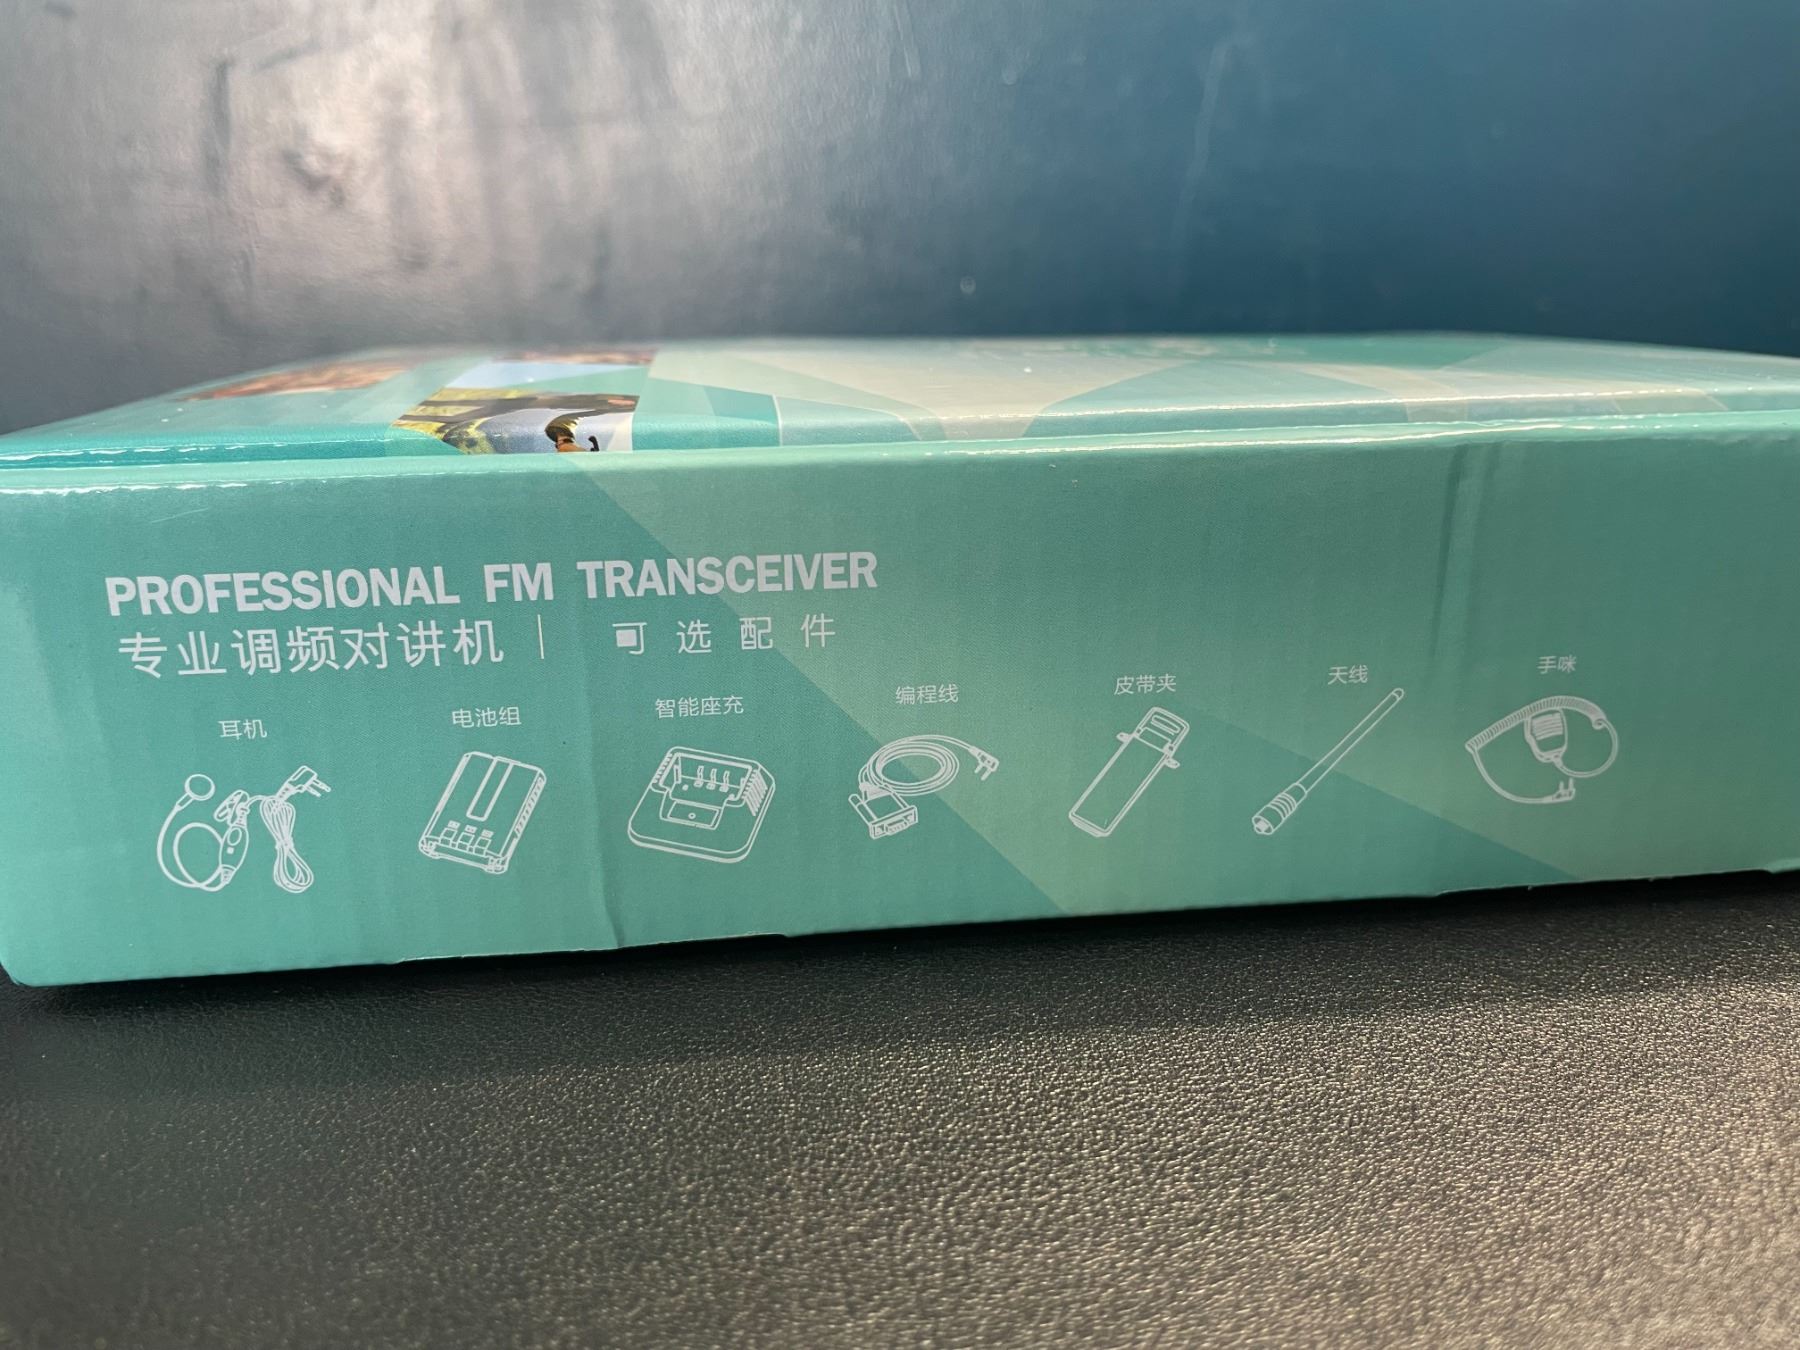 PROFESSIONAL FM TRANSCEIVER
专业调频对讲机 | 可选配件
耳机
电池组
智能座充
编程线
皮带夹
天线
手咪